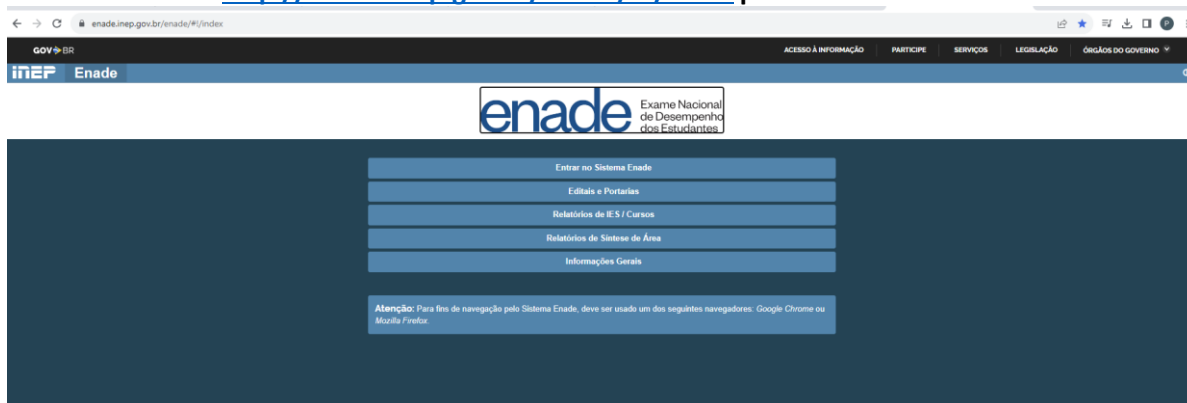 enade.inep.gov.br/enade/#!/index
GOV BR ACESSO À INFORMAÇÃO PARTICIPE SERVIÇOS LEGISLAÇÃO ÓRGÃOS DO GOVERNO
inep Enade
enade Exame Nacional
de Desempenho
dos Estudantes
Entrar no Sistema Enade
Editais e Portarias
Relatórios de IES / Cursos
Relatórios de Síntese de Área
Informações Gerais
Atenção: Para fins de navegação pelo Sistema Enade, deve ser usado um dos seguintes navegadores: Google Chrome ou
Mozilla Firefox.